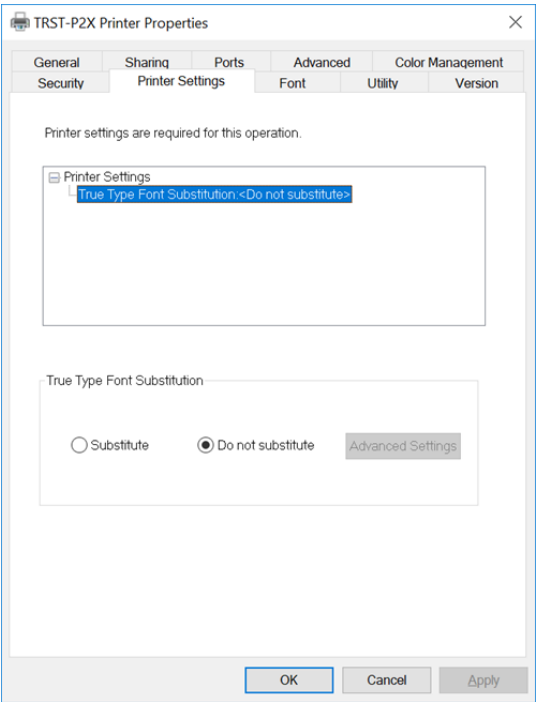 TRST-P2X Printer Properties
General Sharing Ports Advanced Color Management
Security Printer Settings Font Utility Version
Printer settings are required for this operation.
Printer Settings
True Type Font Substitution:<Do not substitute>
True Type Font Substitution
Substitute Do not substitute Advanced Settings
OK Cancel Apply